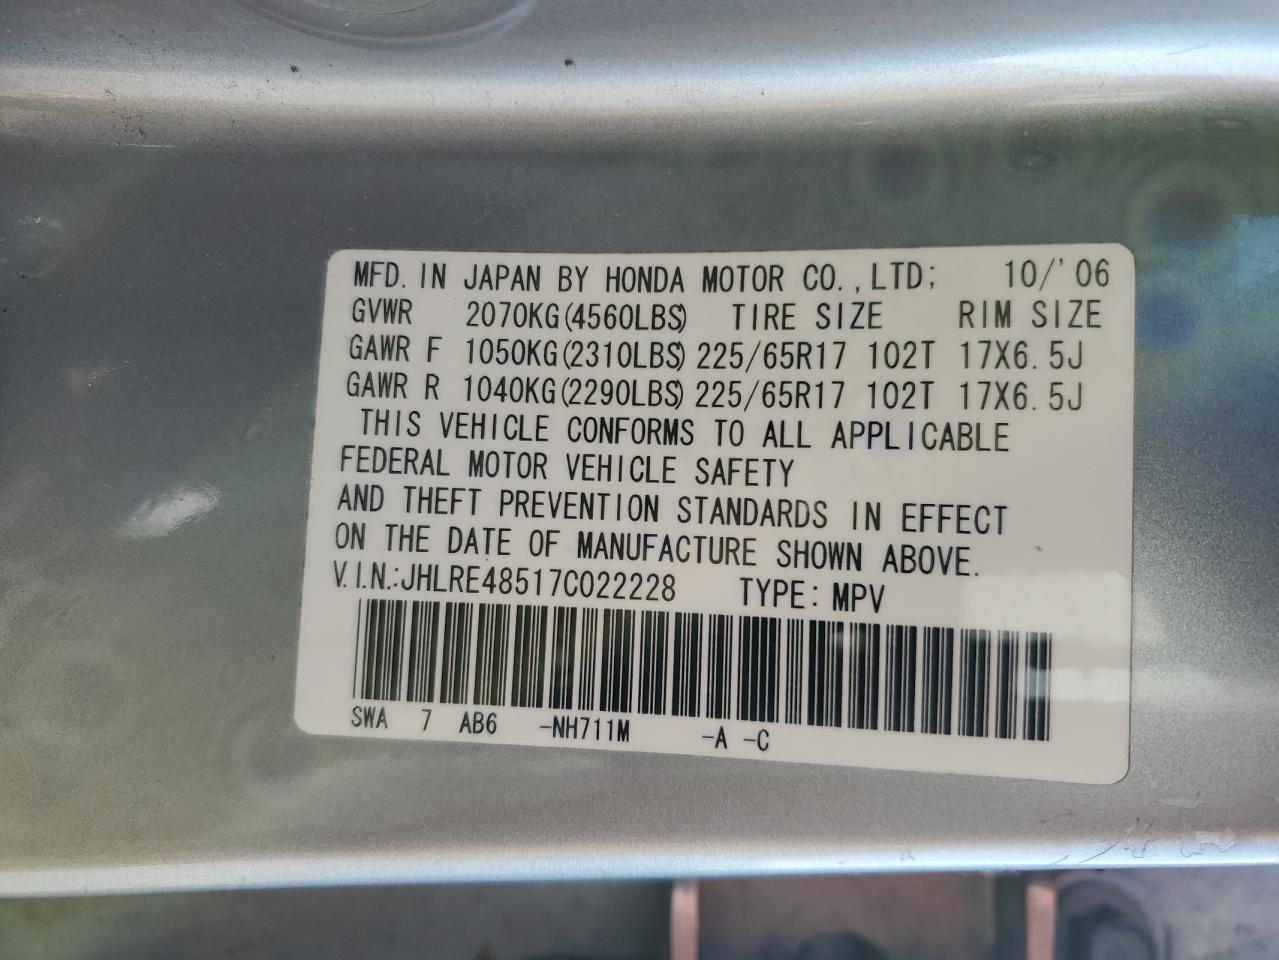 MFD. IN JAPAN BY HONDA MOTOR CO.,LTD; 10/'06
GVWR 2070KG(4560LBS) TIRE SIZE RIM SIZE
GAWR F 1050KG(2310LBS) 225/65R17 102T 17X6.5J
GAWR R 1040KG(2290LBS) 225/65R17 102T 17X6.5J
THIS VEHICLE CONFORMS TO ALL APPLICABLE
FEDERAL MOTOR VEHICLE SAFETY
AND THEFT PREVENTION STANDARDS IN EFFECT
ON THE DATE OF MANUFACTURE SHOWN ABOVE.
V.I.N.:JHLRE48517C022228 TYPE: MPV
SWA 7 AB6 -NH711M -A -C